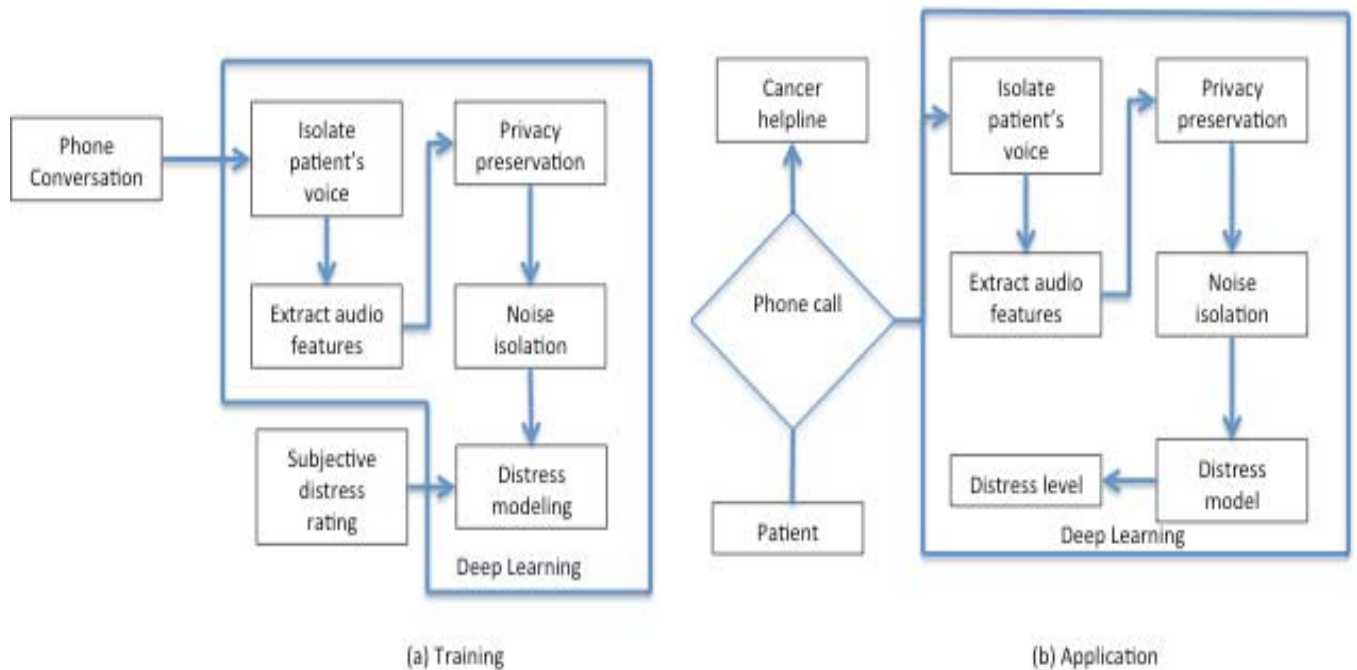 Phone
Conversation
Isolate
patient's
voice
Extract audio
features
Privacy
preservation
Noise
isolation
Subjective
distress
rating
Distress
modeling
Deep Learning
(a) Training
Cancer
helpline
Phone call
Patient
Isolate
patient's
voice
Extract audio
features
Privacy
preservation
Noise
isolation
Distress
model
Distress level
Deep Learning
(b) Application